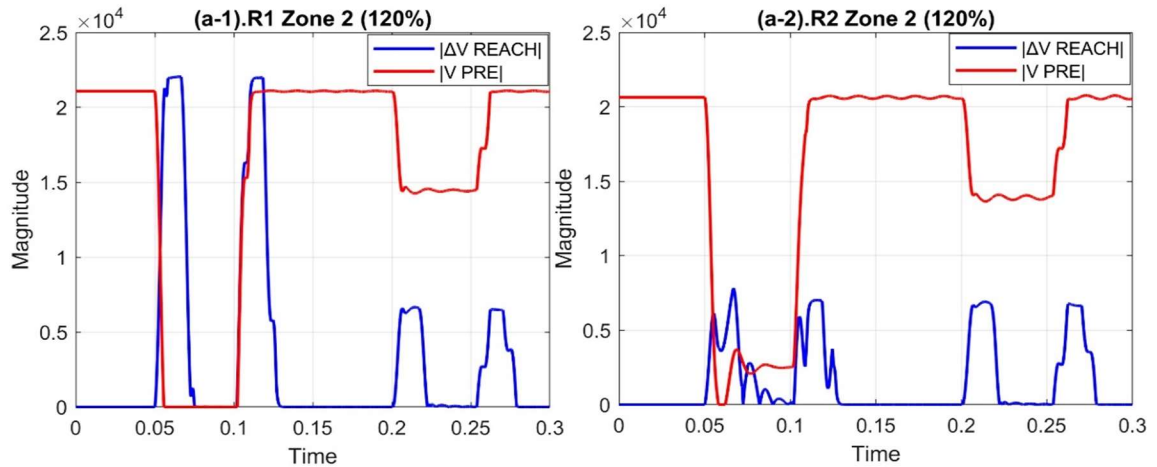 (a-1).R1 Zone 2 (120%)
×10⁴
|ΔV REACH|
|V PRE|
2.5
2
1.5
1
0.5
0
Magnitude
0 0.05 0.1 0.15 0.2 0.25 0.3
Time
(a-2).R2 Zone 2 (120%)
×10⁴
|ΔV REACH|
|V PRE|
2.5
2
1.5
1
0.5
0
Magnitude
0 0.05 0.1 0.15 0.2 0.25 0.3
Time